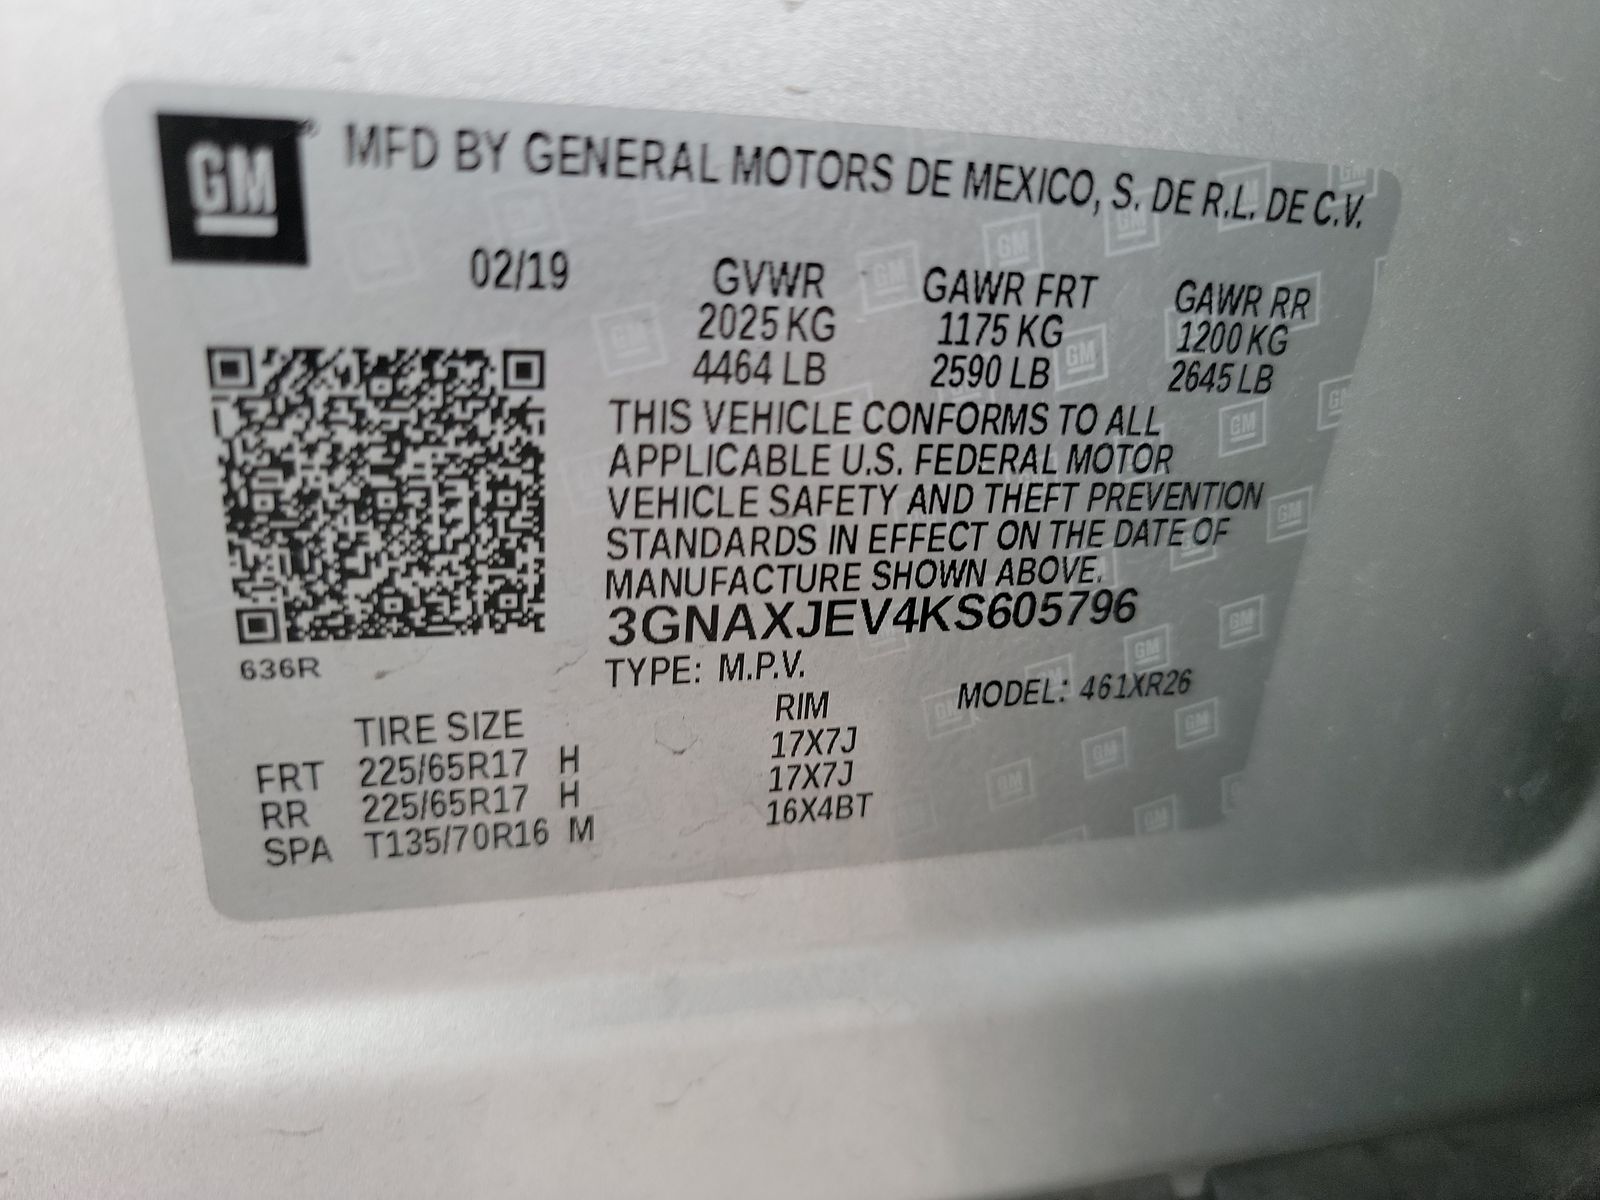 GM® MFD BY GENERAL MOTORS DE MEXICO, S. DE R.L. DE C.V.
02/19 GVWR GAWR FRT GAWR RR
2025 KG 1175 KG 1200 KG
4464 LB 2590 LB 2645 LB
THIS VEHICLE CONFORMS TO ALL
APPLICABLE U.S. FEDERAL MOTOR
VEHICLE SAFETY AND THEFT PREVENTION
STANDARDS IN EFFECT ON THE DATE OF
MANUFACTURE SHOWN ABOVE.
3GNAXJEV4KS605796
636R
TYPE: M.P.V. MODEL: 461XR26
TIRE SIZE RIM
FRT 225/65R17 H 17X7J
RR 225/65R17 H 17X7J
SPA T135/70R16 M 16X4BT